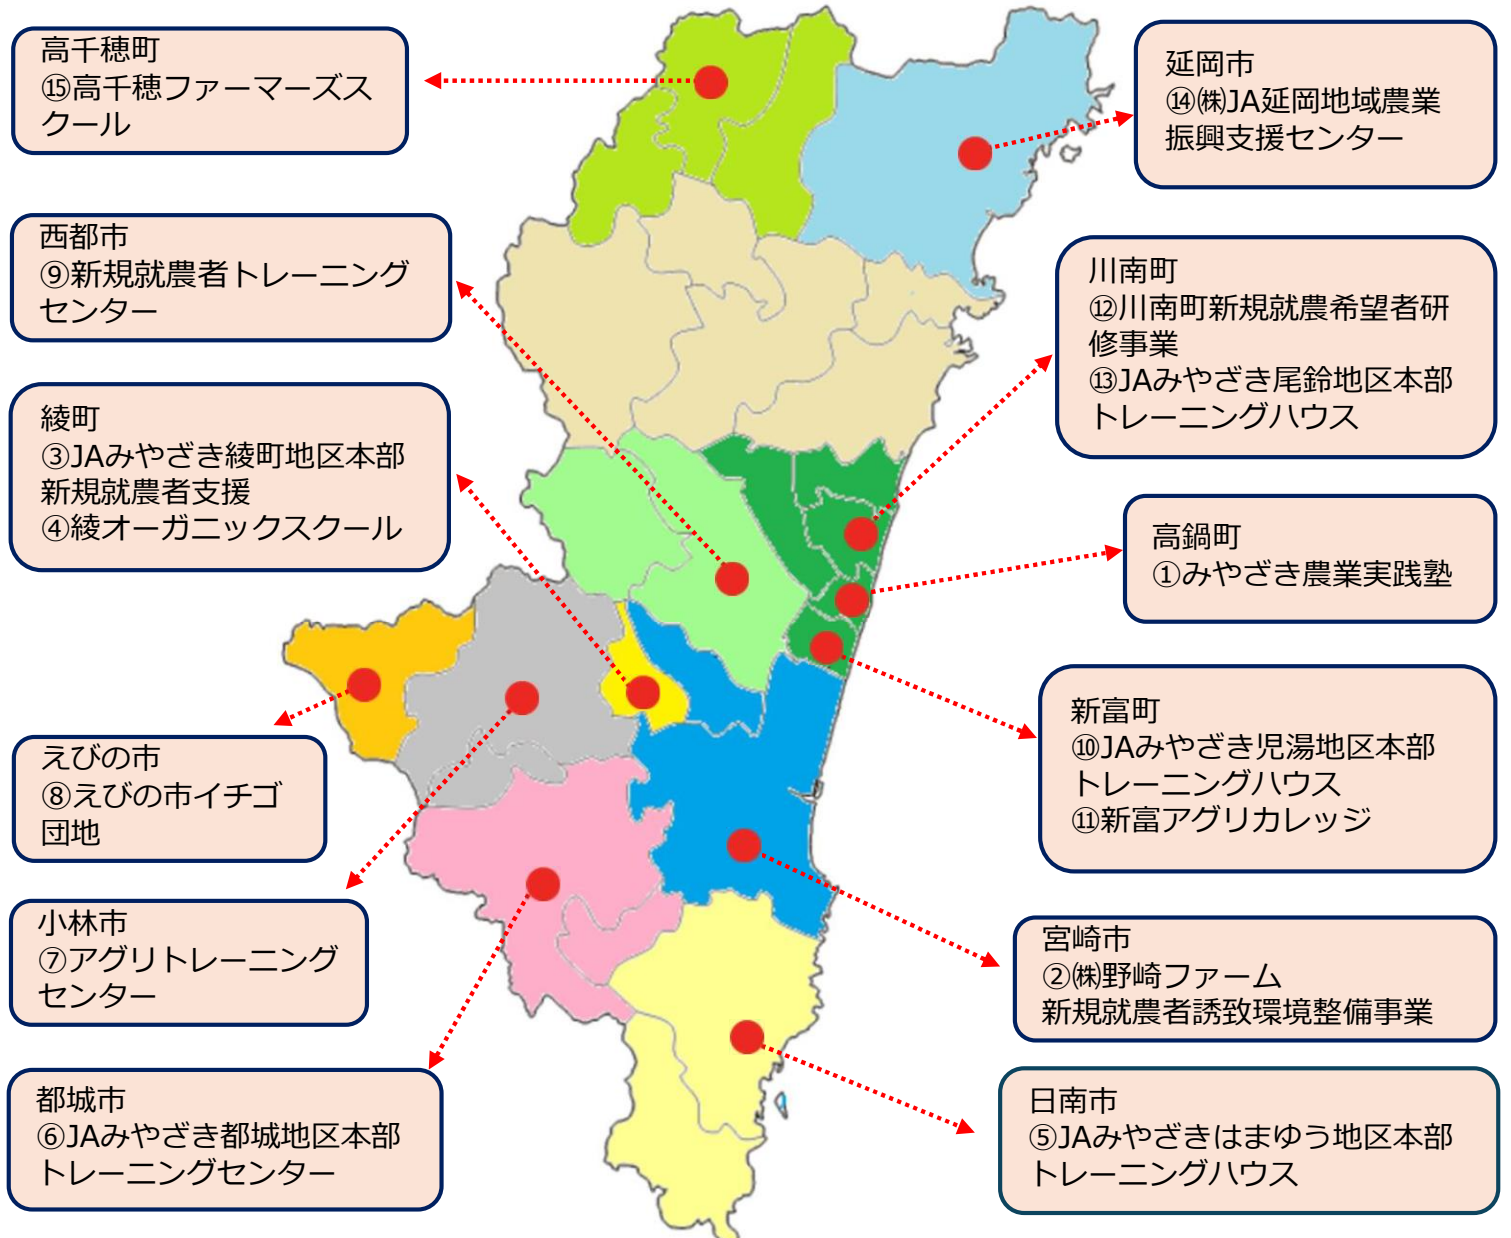 高千穂町
⑮高千穂ファーマーズス
クール
西都市
⑨新規就農者トレーニング
センター
綾町
③JAみやざき綾町地区本部
新規就農者支援
④綾オーガニックスクール
えびの市
⑧えびの市イチゴ
団地
小林市
⑦アグリトレーニング
センター
都城市
⑥JAみやざき都城地区本部
トレーニングセンター
延岡市
⑭㈱JA延岡地域農業
振興支援センター
川南町
⑫川南町新規就農希望者研
修事業
⑬JAみやざき尾鈴地区本部
トレーニングハウス
高鍋町
①みやざき農業実践塾
新富町
⑩JAみやざき児湯地区本部
トレーニングハウス
⑪新富アグリカレッジ
宮崎市
②㈱野崎ファーム
新規就農者誘致環境整備事業
日南市
⑤JAみやざきはまゆう地区本部
トレーニングハウス